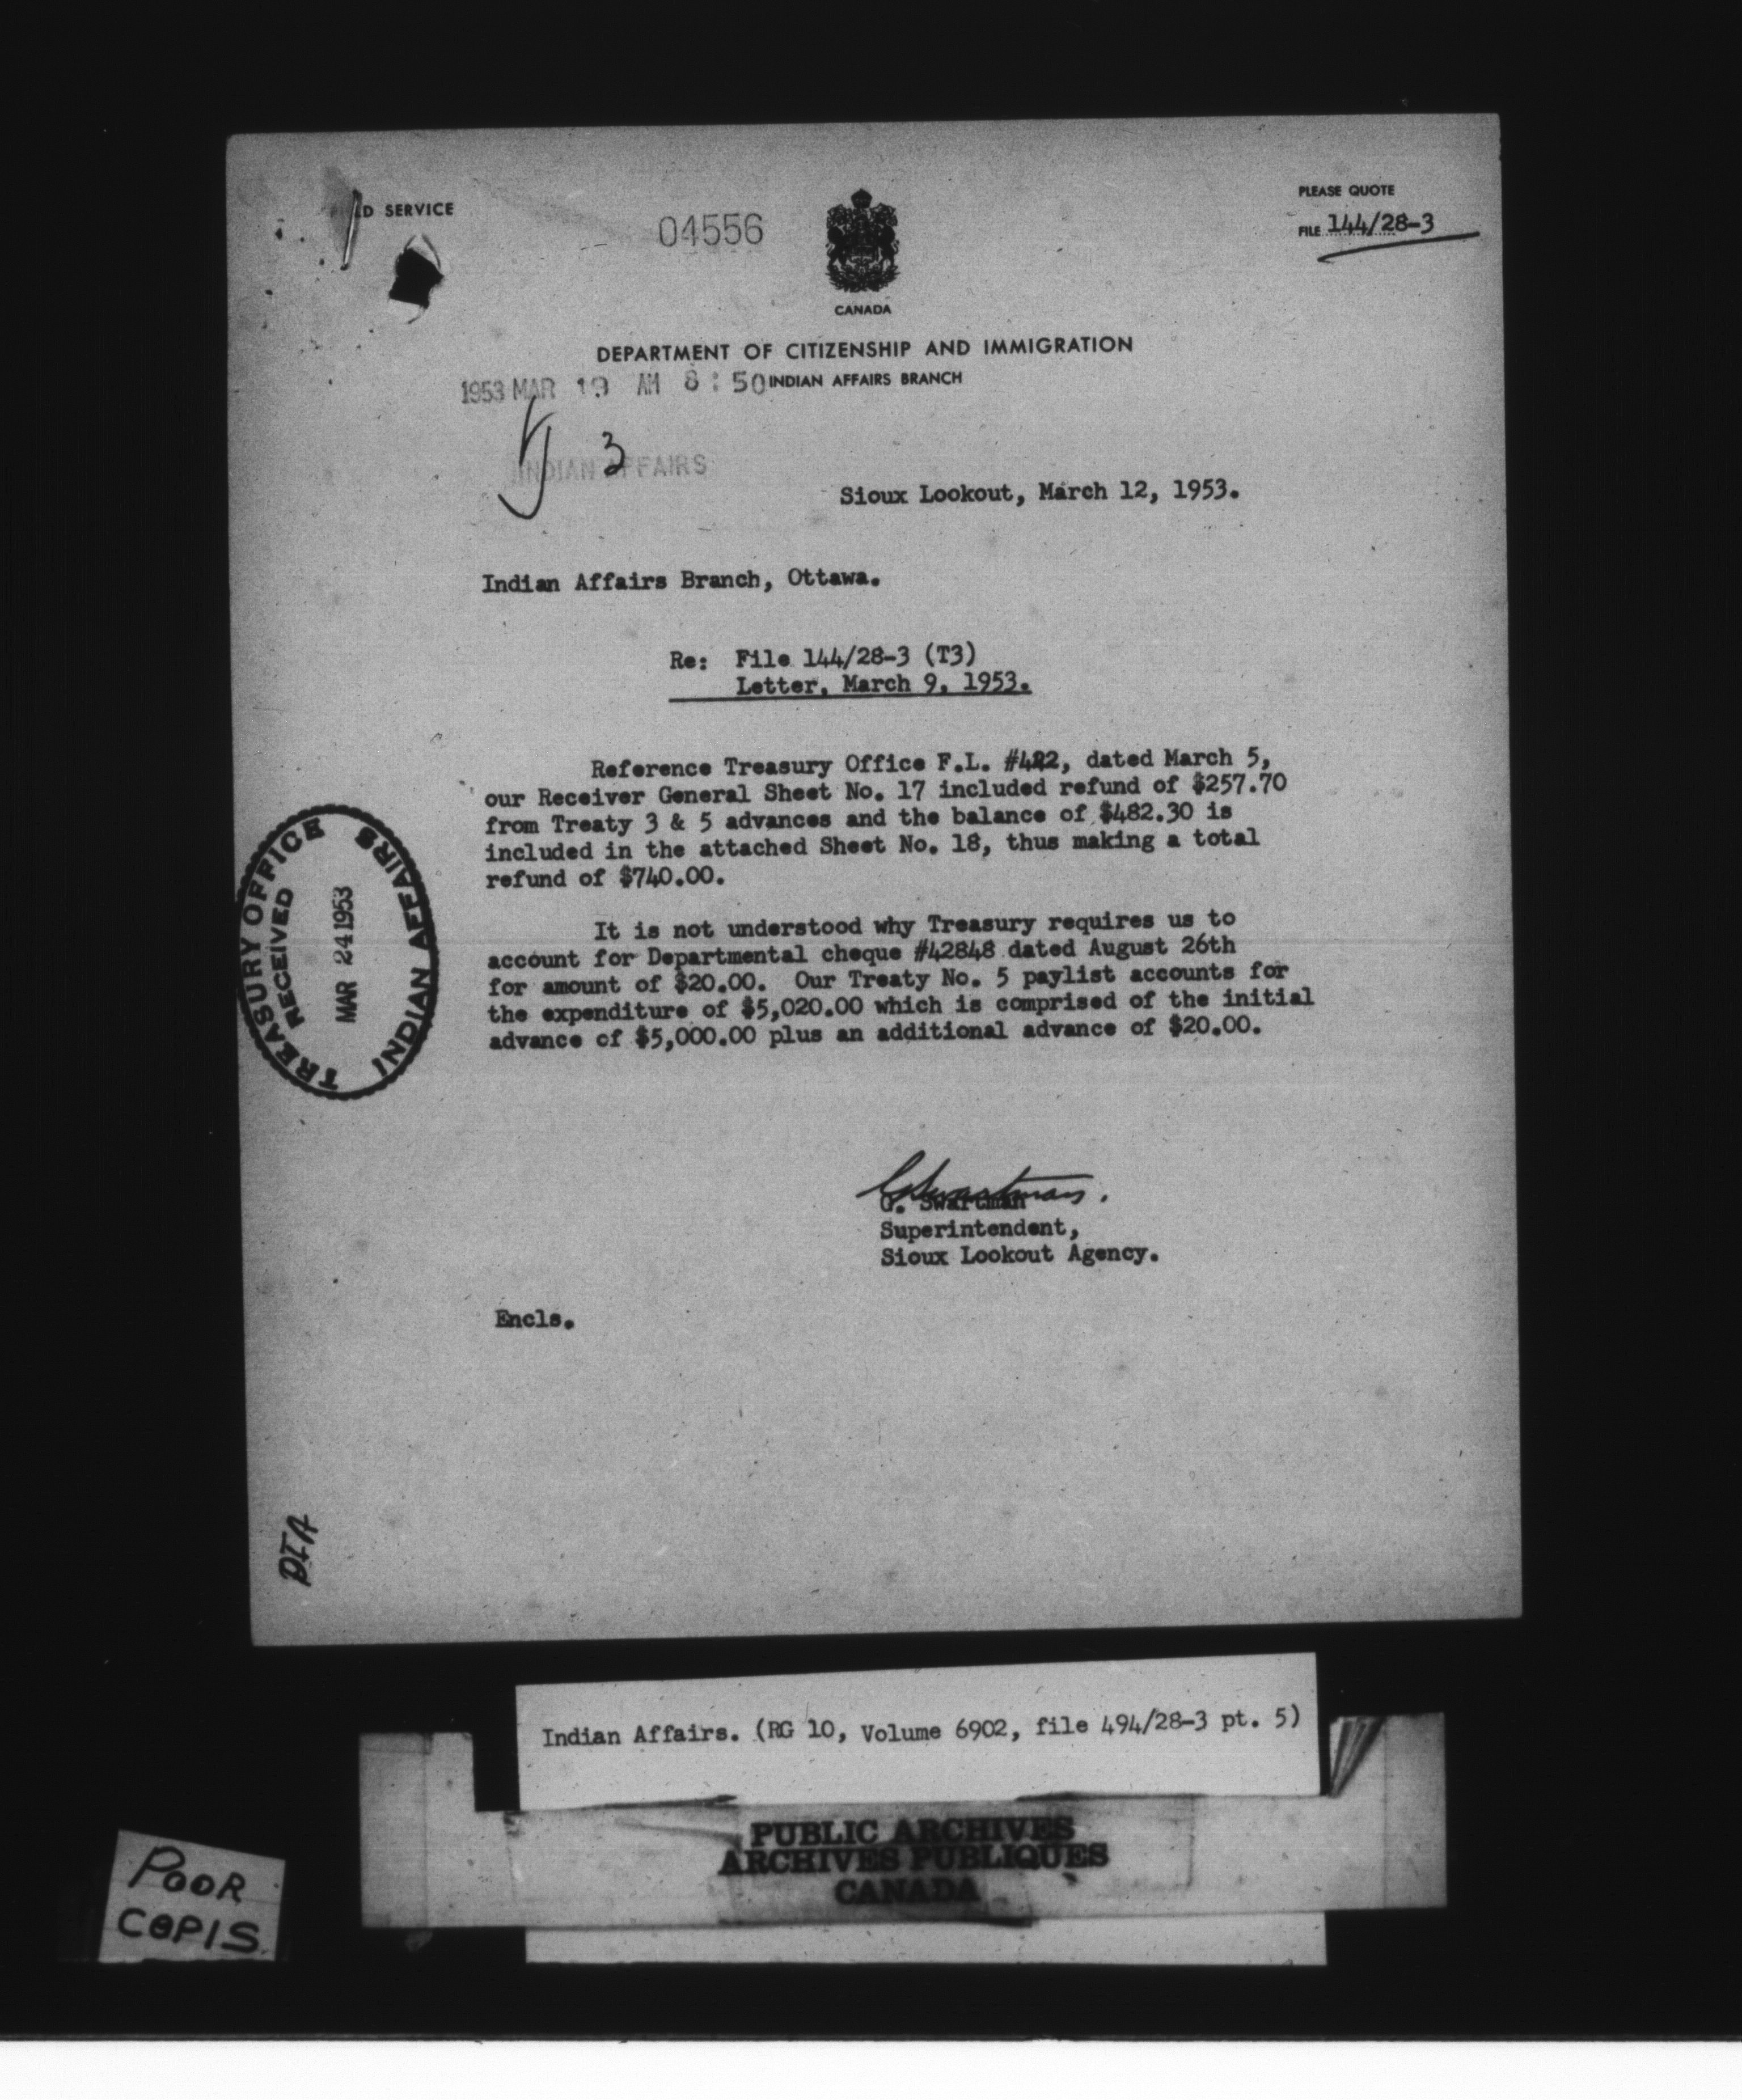 SERVICE
04556
PLEASE QUOTE
FILE 144/28-3
CANADA
DEPARTMENT OF CITIZENSHIP AND IMMIGRATION
1953 MAR 19 AM 8:50 INDIAN AFFAIRS BRANCH
3
INDIAN AFFAIRS
Sioux Lookout, March 12, 1953.
Indian Affairs Branch, Ottawa.
Re: File 144/28-3 (T3)
Letter, March 9, 1953.
Reference Treasury Office F.L. dated March 5,
our Receiver General Sheet No. 17 included refund of $257.70
from Treaty 3 & 5 advances and the balance of $482.30 is
included in the attached Sheet No. 18, thus making a total
refund of $740.00.
It is not understood why Treasury requires us to
account for Departmental cheque #42848 dated August 26th
for amount of $20.00. Our Treaty No. 5 paylist accounts for
the expenditure of $5,020.00 which is comprised of the initial
advance of $5,000.00 plus an additional advance of $20.00.
TREASURY OFFICE
RECEIVED
MAR 24 1953
INDIAN AFFAIRS
G. Swartman
Superintendent,
Sioux Lookout Agency.
Encls.
DIA
Indian Affairs. (RG 10, Volume 6902, file 494/28-3 pt. 5)
PUBLIC ARCHIVES
ARCHIVES PUBLIQUES
CANADA
POOR
COPIS